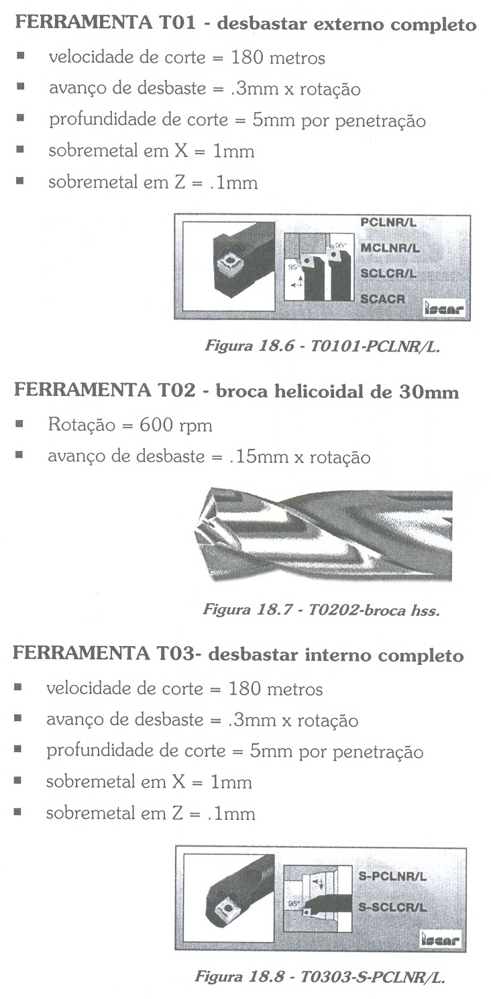 FERRAMENTA T01 - desbastar externo completo
▪ velocidade de corte = 180 metros
▪ avanço de desbaste = .3mm x rotação
▪ profundidade de corte = 5mm por penetração
▪ sobremetal em X = 1mm
▪ sobremetal em Z = .1mm
PCLNR/L
95°
MCLNR/L
95°
SCLCR/L
SCACR
iscar
Figura 18.6 - T0101-PCLNR/L.
FERRAMENTA T02 - broca helicoidal de 30mm
▪ Rotação = 600 rpm
▪ avanço de desbaste = .15mm x rotação
Figura 18.7 - T0202-broca hss.
FERRAMENTA T03- desbastar interno completo
▪ velocidade de corte = 180 metros
▪ avanço de desbaste = .3mm x rotação
▪ profundidade de corte = 5mm por penetração
▪ sobremetal em X = 1mm
▪ sobremetal em Z = .1mm
S-PCLNR/L
95°
S-SCLCR/L
iscar
Figura 18.8 - T0303-S-PCLNR/L.